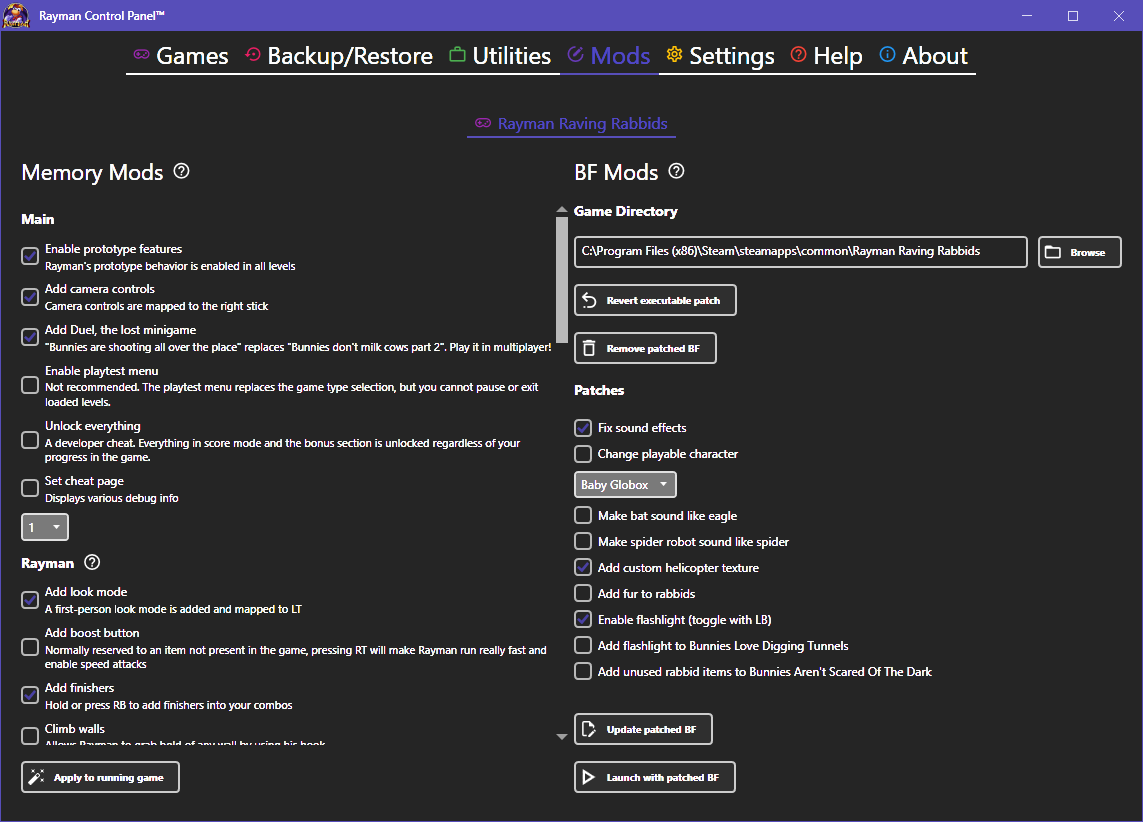 Rayman Control Panel™
Games Backup/Restore Utilities Mods Settings Help About
Rayman Raving Rabbids
Memory Mods
Main
Enable prototype features
Rayman's prototype behavior is enabled in all levels
Add camera controls
Camera controls are mapped to the right stick
Add Duel, the lost minigame
"Bunnies are shooting all over the place" replaces "Bunnies don't milk cows part 2". Play it in multiplayer!
Enable playtest menu
Not recommended. The playtest menu replaces the game type selection, but you cannot pause or exit
loaded levels.
Unlock everything
A developer cheat. Everything in score mode and the bonus section is unlocked regardless of your
progress in the game.
Set cheat page
Displays various debug info
1
Rayman
Add look mode
A first-person look mode is added and mapped to LT
Add boost button
Normally reserved to an item not present in the game, pressing RT will make Rayman run really fast and
enable speed attacks
Add finishers
Hold or press RB to add finishers into your combos
Climb walls
Allows Rayman to grab hold of any wall by using his hook
Apply to running game
BF Mods
Game Directory
C:\Program Files (x86)\Steam\steamapps\common\Rayman Raving Rabbids
Browse
Revert executable patch
Remove patched BF
Patches
Fix sound effects
Change playable character
Baby Globox
Make bat sound like eagle
Make spider robot sound like spider
Add custom helicopter texture
Add fur to rabbids
Enable flashlight (toggle with LB)
Add flashlight to Bunnies Love Digging Tunnels
Add unused rabbid items to Bunnies Aren't Scared Of The Dark
Update patched BF
Launch with patched BF